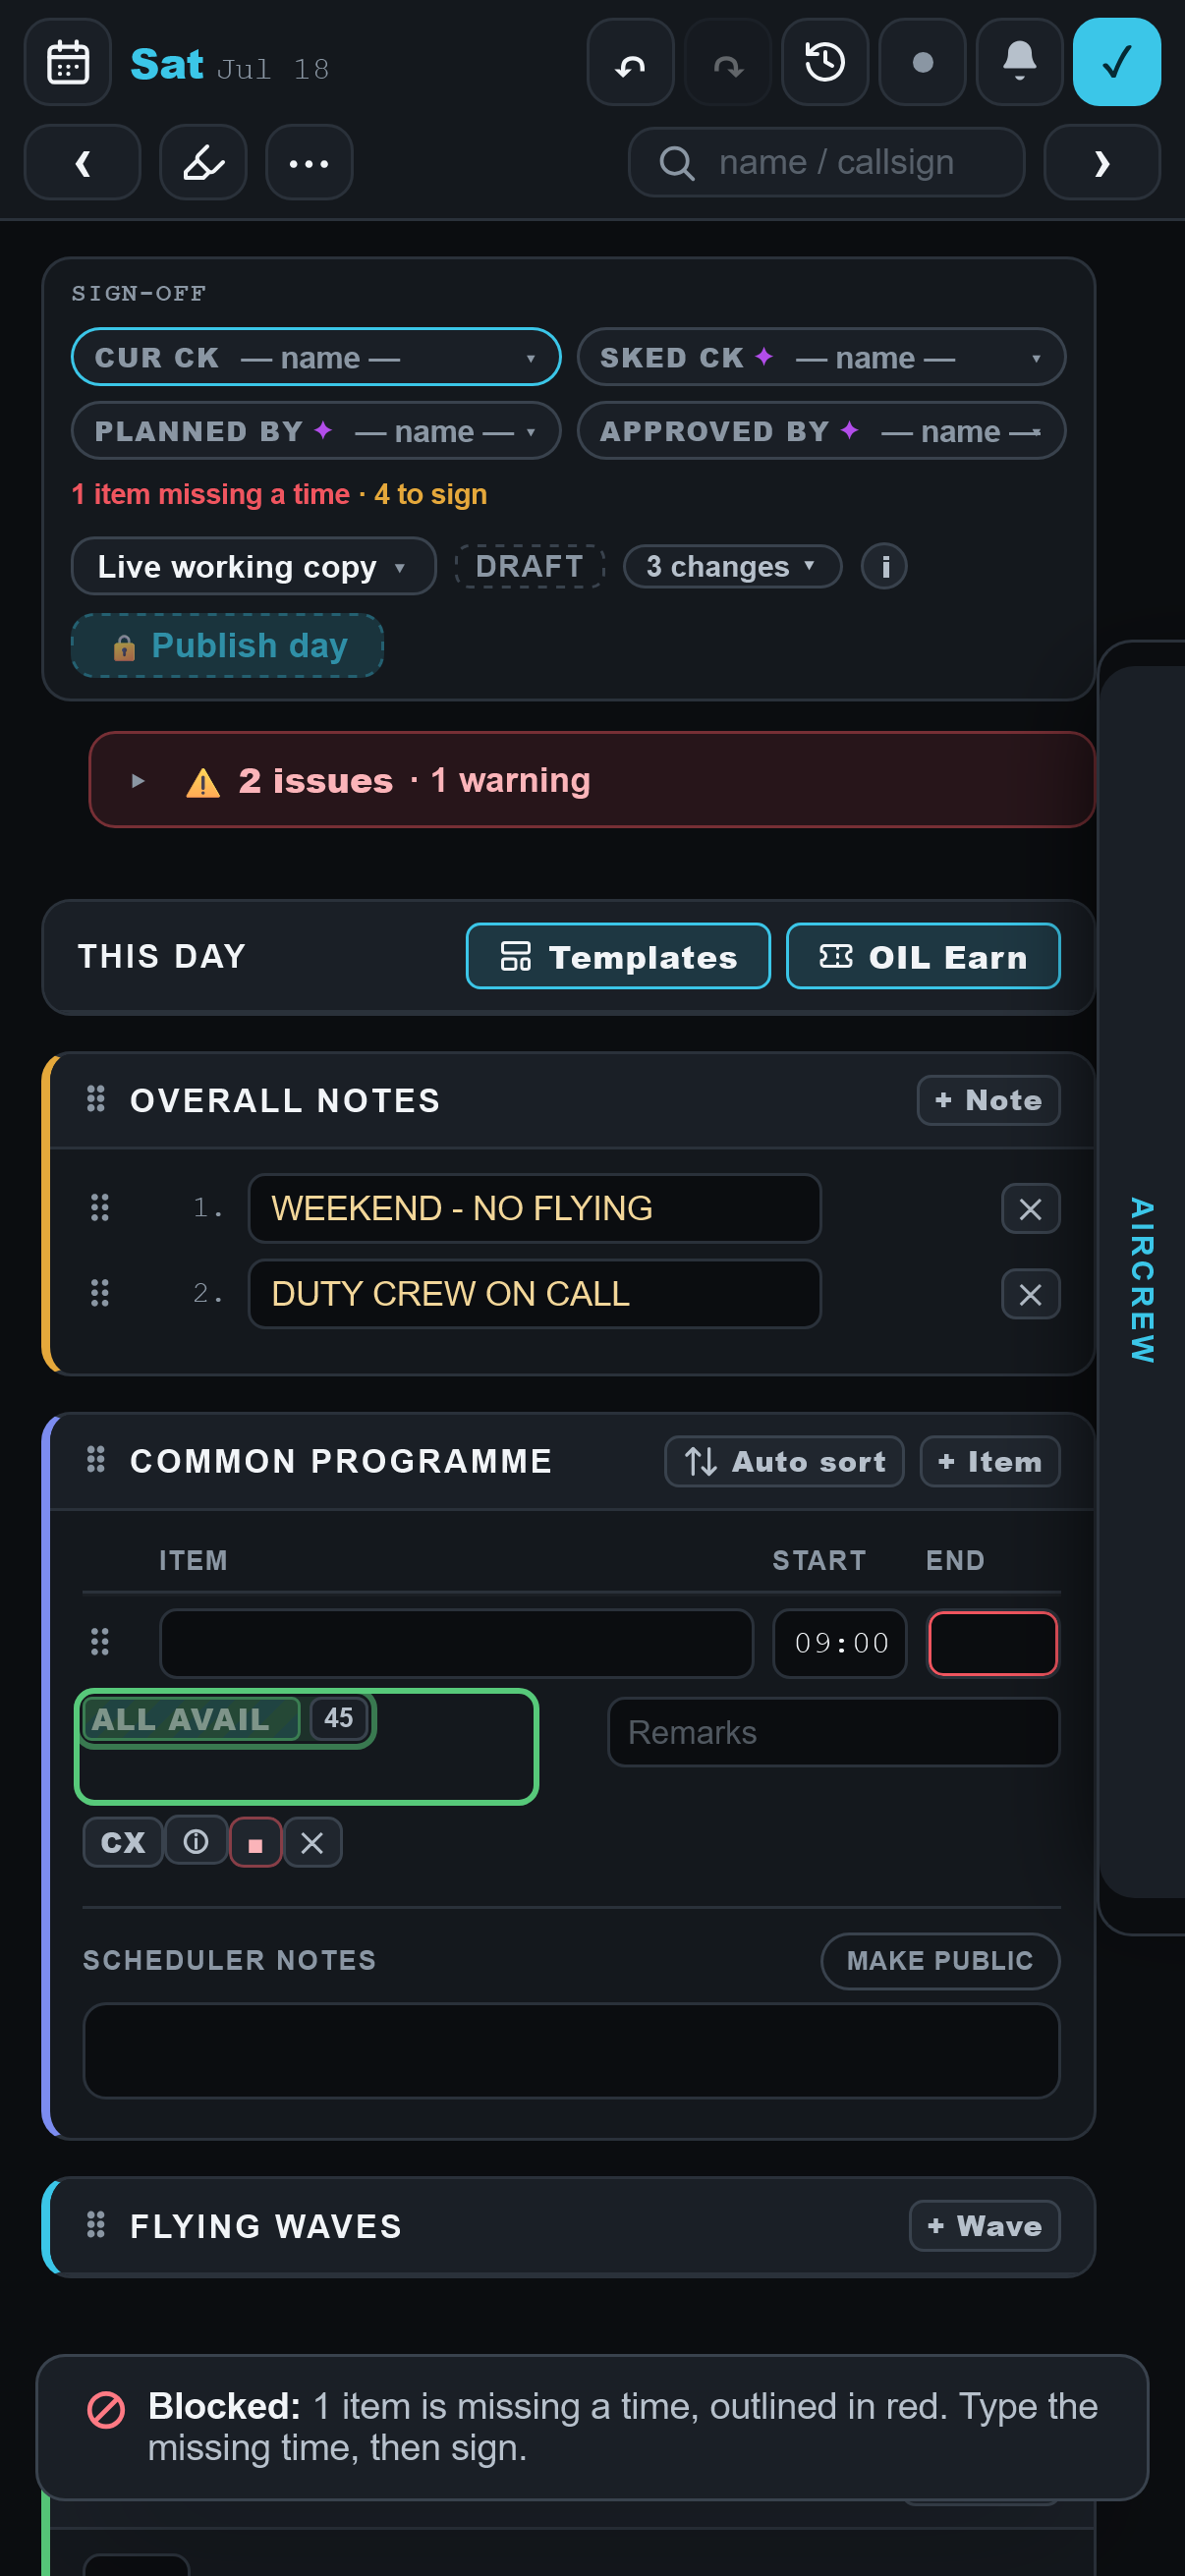 Sat Jul 18
name / callsign
SIGN-OFF
CUR CK — name —
SKED CK — name —
PLANNED BY — name —
APPROVED BY — name —
1 item missing a time · 4 to sign
Live working copy
DRAFT
3 changes
i
Publish day
2 issues · 1 warning
THIS DAY
Templates
OIL Earn
OVERALL NOTES
+ Note
1. WEEKEND - NO FLYING
2. DUTY CREW ON CALL
AIRCREW
COMMON PROGRAMME
Auto sort
+ Item
ITEM START END
09:00
ALL AVAIL 45
Remarks
CX
SCHEDULER NOTES
MAKE PUBLIC
FLYING WAVES
+ Wave
Blocked: 1 item is missing a time, outlined in red. Type the
missing time, then sign.